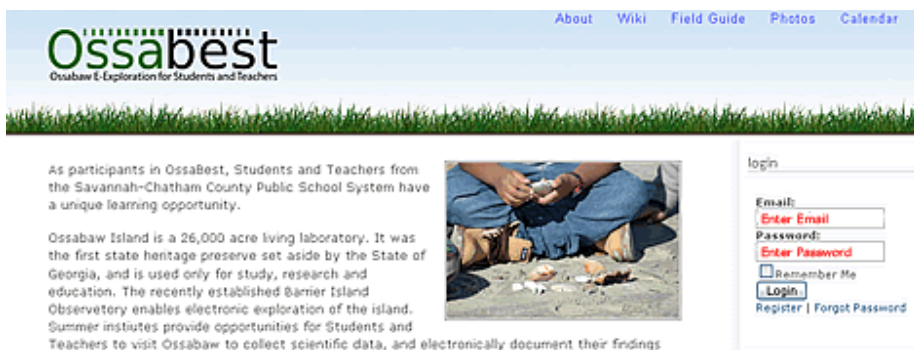 About Wiki Field Guide Photos Calendar
Ossabest
Ossabaw E-Exploration for Students and Teachers
As participants in OssaBest, Students and Teachers from
the Savannah-Chatham County Public School System have
a unique learning opportunity.
Ossabaw Island is a 26,000 acre living laboratory. It was
the first state heritage preserve set aside by the State of
Georgia, and is used only for study, research and
education. The recently established Barrier Island
Observetory enables electronic exploration of the island.
Summer instiutes provide opportunities for Students and
Teachers to visit Ossabaw to collect scientific data, and electronically document their findings
login
Email:
Enter Email
Password:
Enter Password
Remember Me
Login
Register | Forgot Password